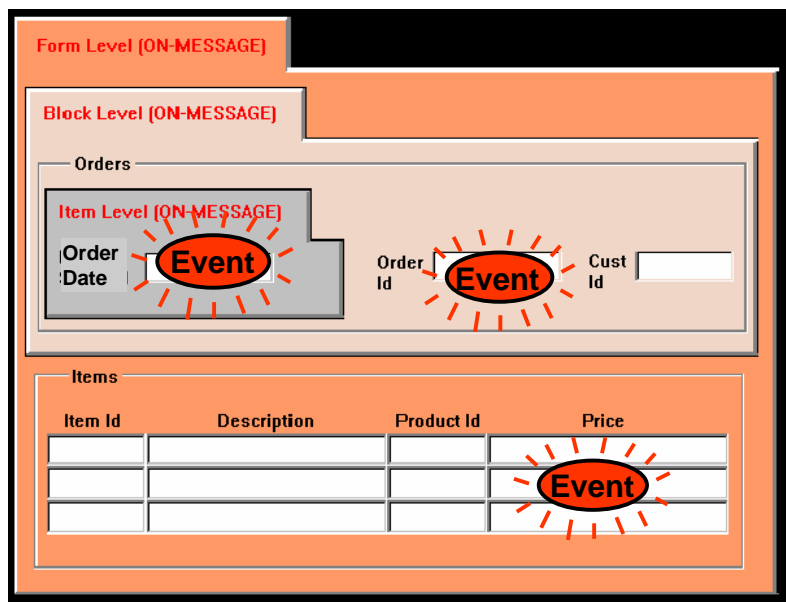 Form Level (ON-MESSAGE)
Block Level (ON-MESSAGE)
Orders
Item Level (ON-MESSAGE)
Order
Date
Event
Order
Id
Event
Cust
Id
Items
Item Id Description Product Id Price
Event